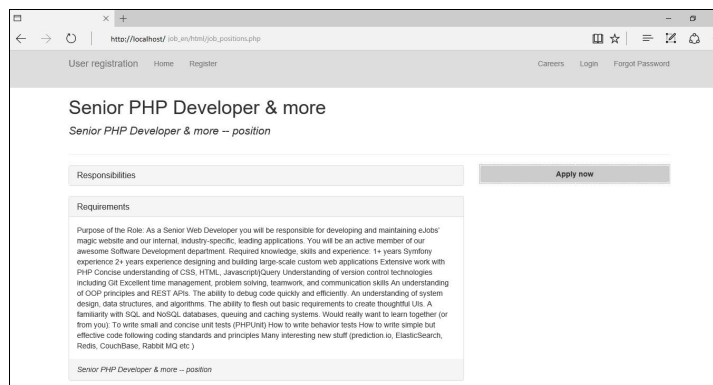 http://localhost/ job_en/html/job_positions.php
User registration Home Register Careers Login Forgot Password
Senior PHP Developer & more
Senior PHP Developer & more -- position
Responsibilities
Apply now
Requirements
Purpose of the Role: As a Senior Web Developer you will be responsible for developing and maintaining eJobs'
magic website and our internal, industry-specific, leading applications. You will be an active member of our
awesome Software Development department. Required knowledge, skills and experience: 1+ years Symfony
experience 2+ years experience designing and building large-scale custom web applications Extensive work with
PHP Concise understanding of CSS, HTML, Javascript/jQuery Understanding of version control technologies
including Git Excellent time management, problem solving, teamwork, and communication skills An understanding
of OOP principles and REST APIs. The ability to debug code quickly and efficiently. An understanding of system
design, data structures, and algorithms. The ability to flesh out basic requirements to create thoughtful UIs. A
familiarity with SQL and NoSQL databases, queuing and caching systems. Would really want to learn together (or
from you): To write small and concise unit tests (PHPUnit) How to write behavior tests How to write simple but
effective code following coding standards and principles Many interesting new stuff (prediction.io, ElasticSearch,
Redis, CouchBase, Rabbit MQ etc )
Senior PHP Developer & more -- position